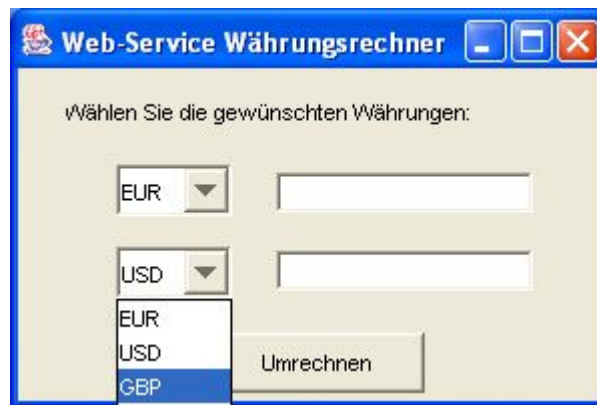 Web-Service Währungsrechner
Wählen Sie die gewünschten Währungen:
EUR
USD
EUR
USD
GBP
Umrechnen